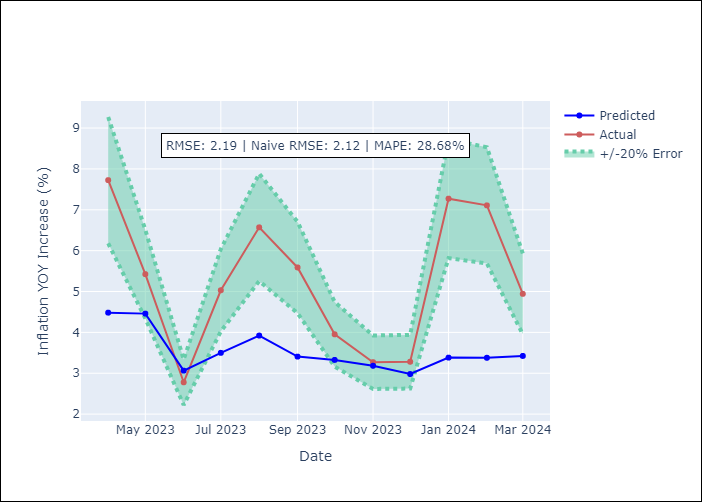 RMSE: 2.19 | Naive RMSE: 2.12 | MAPE: 28.68%
Predicted
Actual
+/-20% Error
Inflation YOY Increase (%)
9
8
7
6
5
4
3
2
May 2023
Jul 2023
Sep 2023
Nov 2023
Jan 2024
Mar 2024
Date